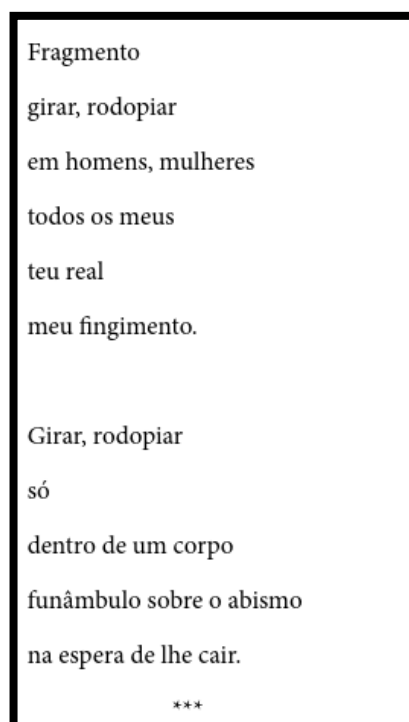 Fragmento
girar, rodopiar
em homens, mulheres
todos os meus
teu real
meu fingimento.
Girar, rodopiar
só
dentro de um corpo
funâmbulo sobre o abismo
na espera de lhe cair.
***